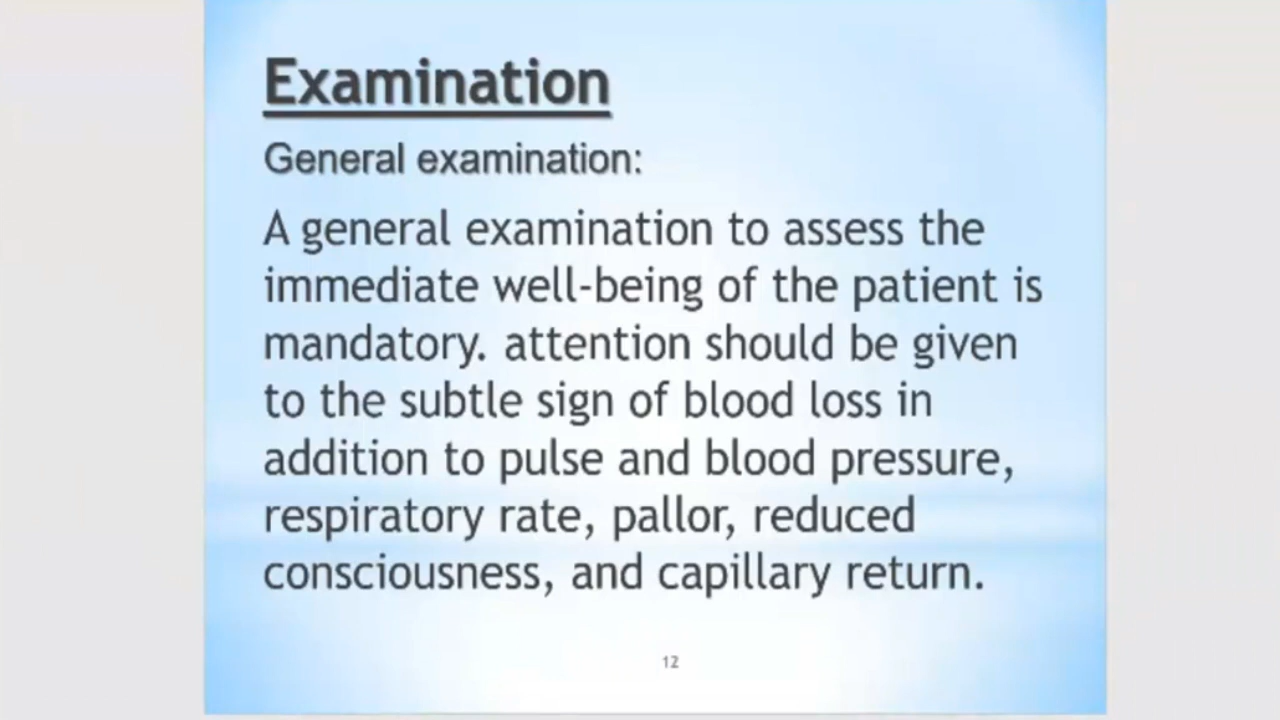 Examination
General examination:
A general examination to assess the
immediate well-being of the patient is
mandatory. attention should be given
to the subtle sign of blood loss in
addition to pulse and blood pressure,
respiratory rate, pallor, reduced
consciousness, and capillary return.
12